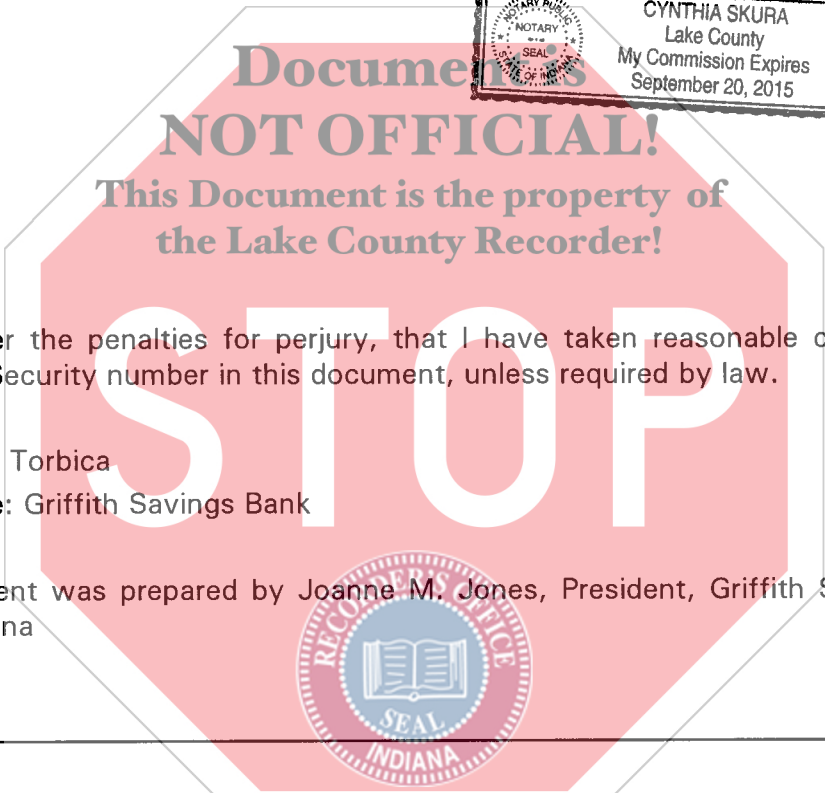 NOTARY PUBLIC
NOTARY
SEAL
STATE OF INDIANA
CYNTHIA SKURA
Lake County
My Commission Expires
September 20, 2015
Document is
NOT OFFICIAL!
This Document is the property of
the Lake County Recorder!
STOP
er the penalties for perjury, that I have taken reasonable c
Security number in this document, unless required by law.
Torbica
e: Griffith Savings Bank
ent was prepared by Joanne M. Jones, President, Griffith S
na
RECORDER'S OFFICE
SEAL
INDIANA